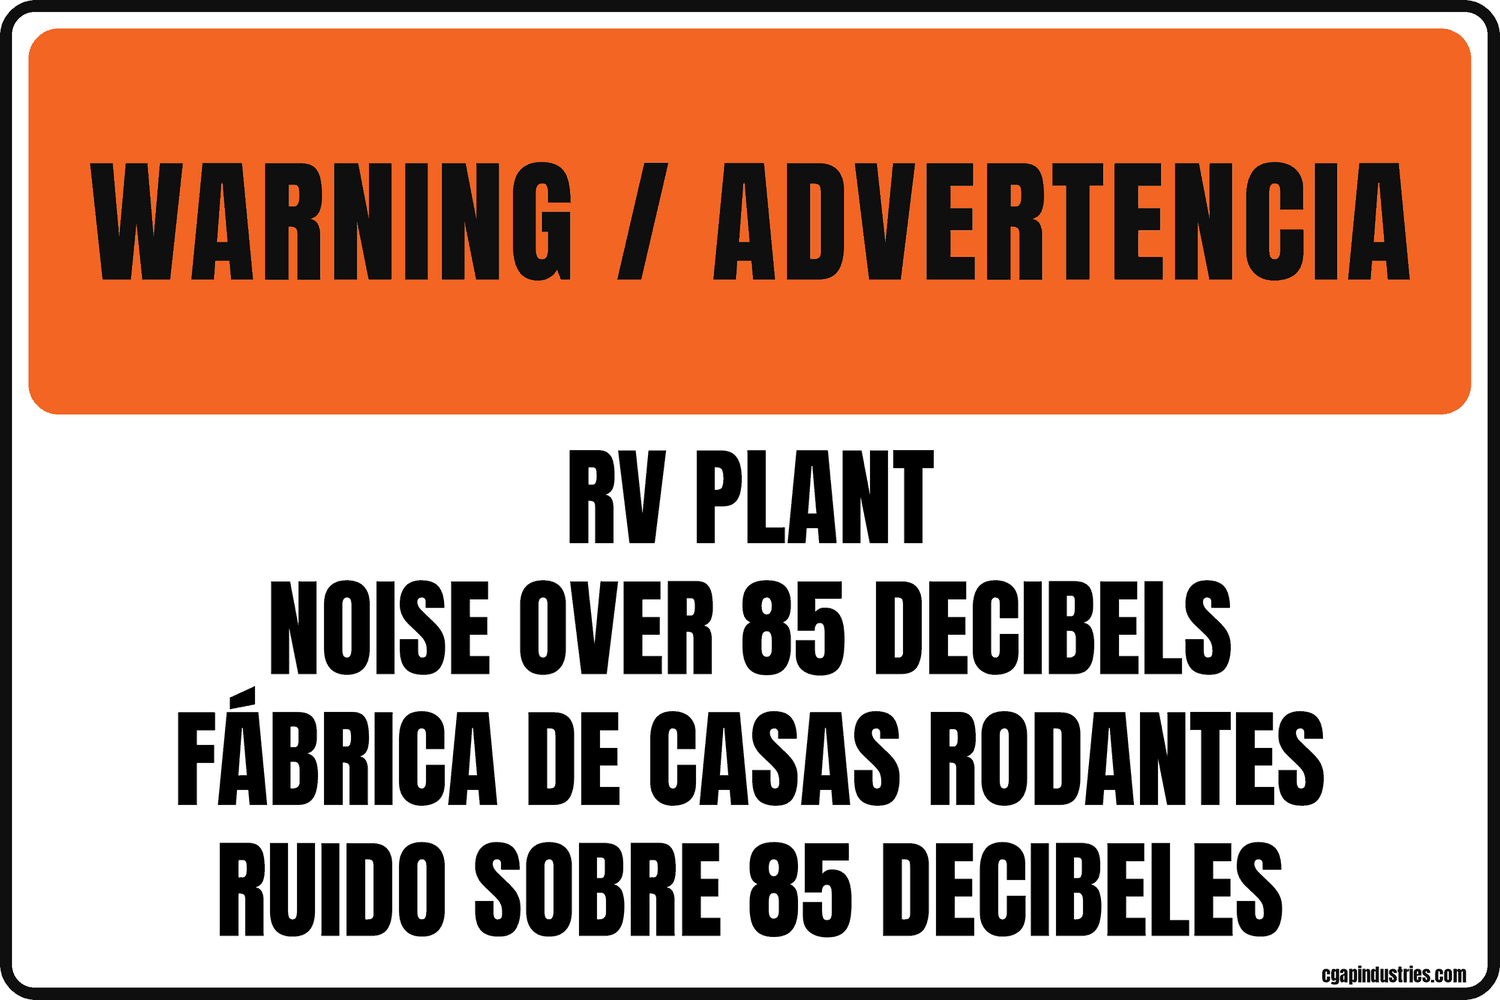 WARNING / ADVERTENCIA
RV PLANT
NOISE OVER 85 DECIBELS
FÁBRICA DE CASAS RODANTES
RUIDO SOBRE 85 DECIBELES
cgapindustries.com